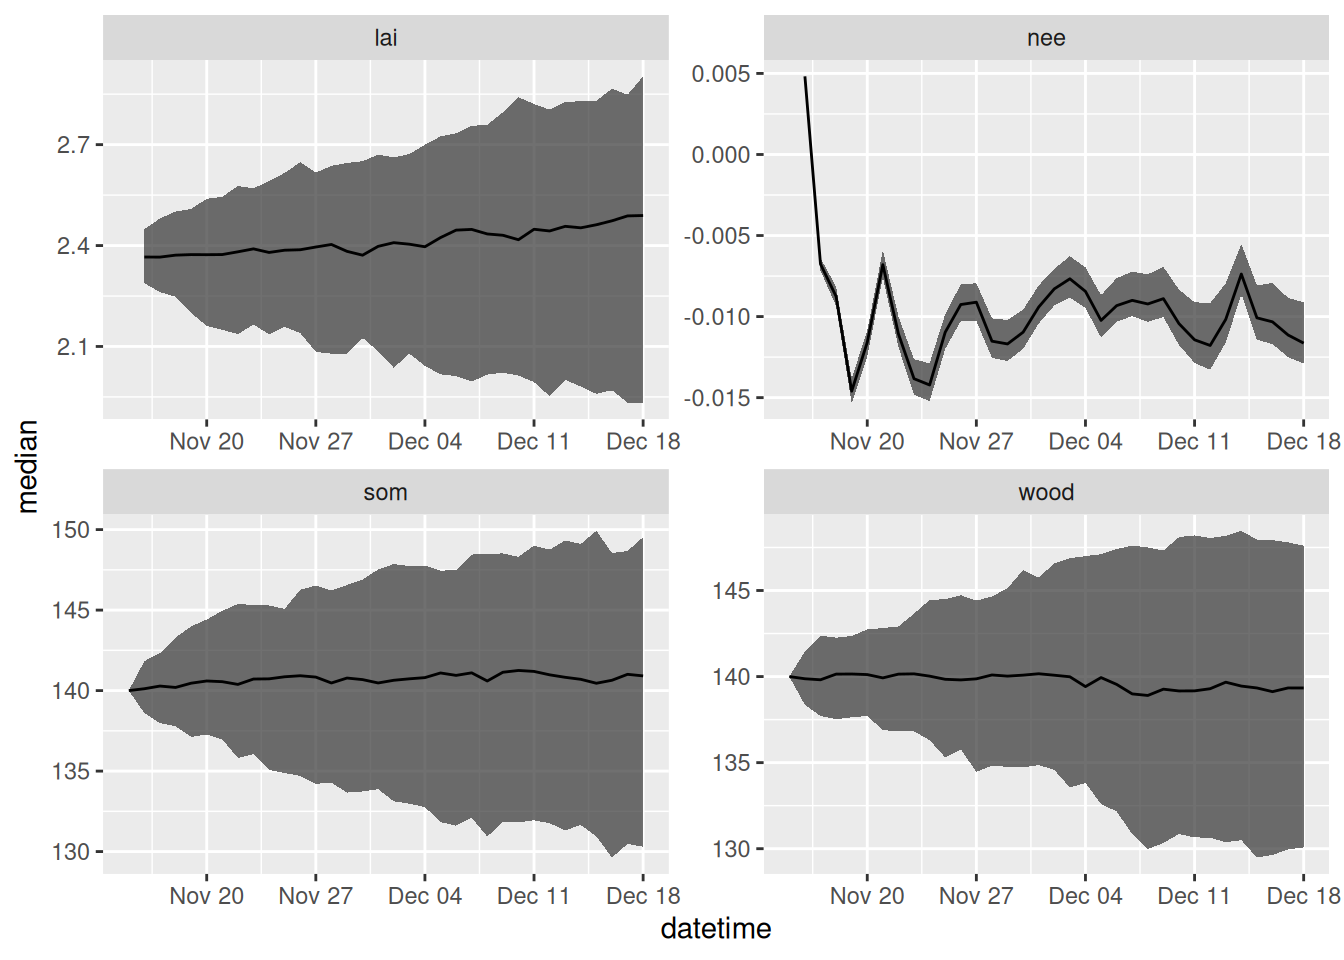 lai
nee
2.7
2.4
2.1
0.005
0.000
-0.005
-0.010
-0.015
Nov 20 Nov 27 Dec 04 Dec 11 Dec 18
Nov 20 Nov 27 Dec 04 Dec 11 Dec 18
median
som
wood
150
145
140
135
130
145
140
135
130
Nov 20 Nov 27 Dec 04 Dec 11 Dec 18
Nov 20 Nov 27 Dec 04 Dec 11 Dec 18
datetime